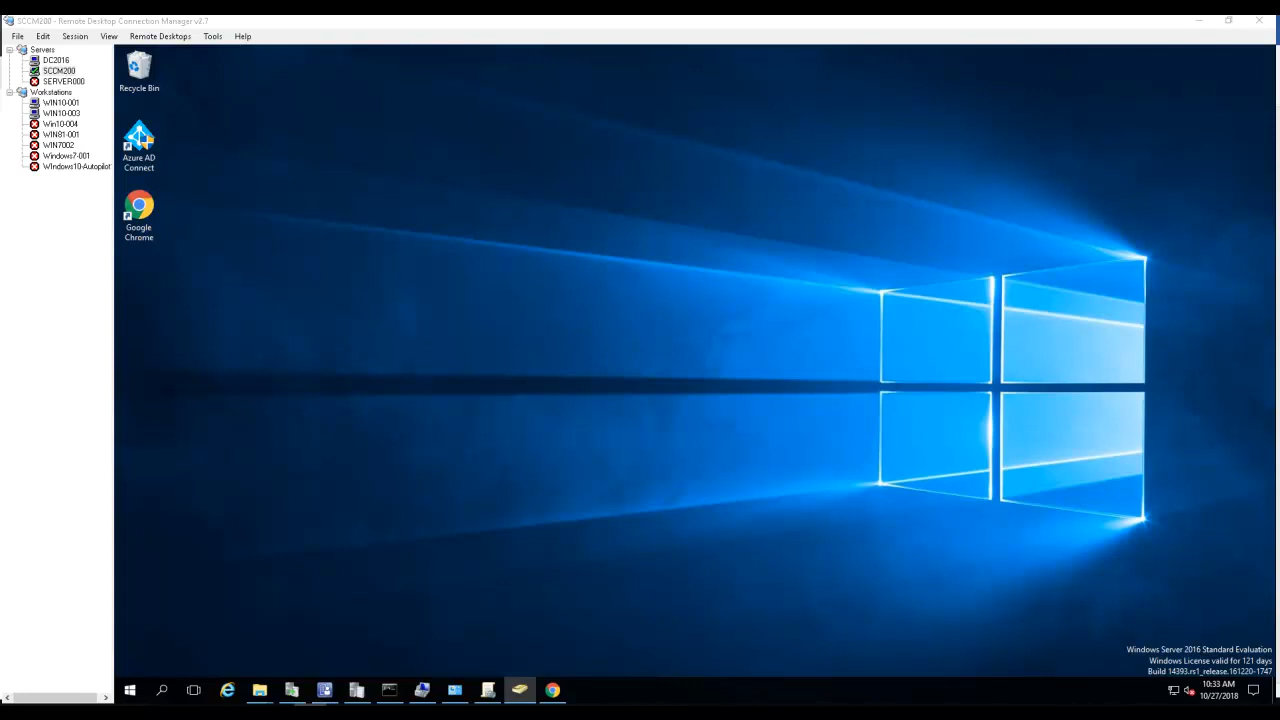 SCCM200 - Remote Desktop Connection Manager v2.7
File Edit Session View Remote Desktops Tools Help
Servers
DC2016
SCCM200
SERVER000
Workstations
WIN10-001
WIN10-003
Win10-004
WIN81-001
WIN7002
Windows7-001
WIndows10-Autopilot
Recycle Bin
Azure AD
Connect
Google
Chrome
Windows Server 2016 Standard Evaluation
Windows License valid for 121 days
Build 14393.rs1_release.161220-1747
10:33 AM
10/27/2018